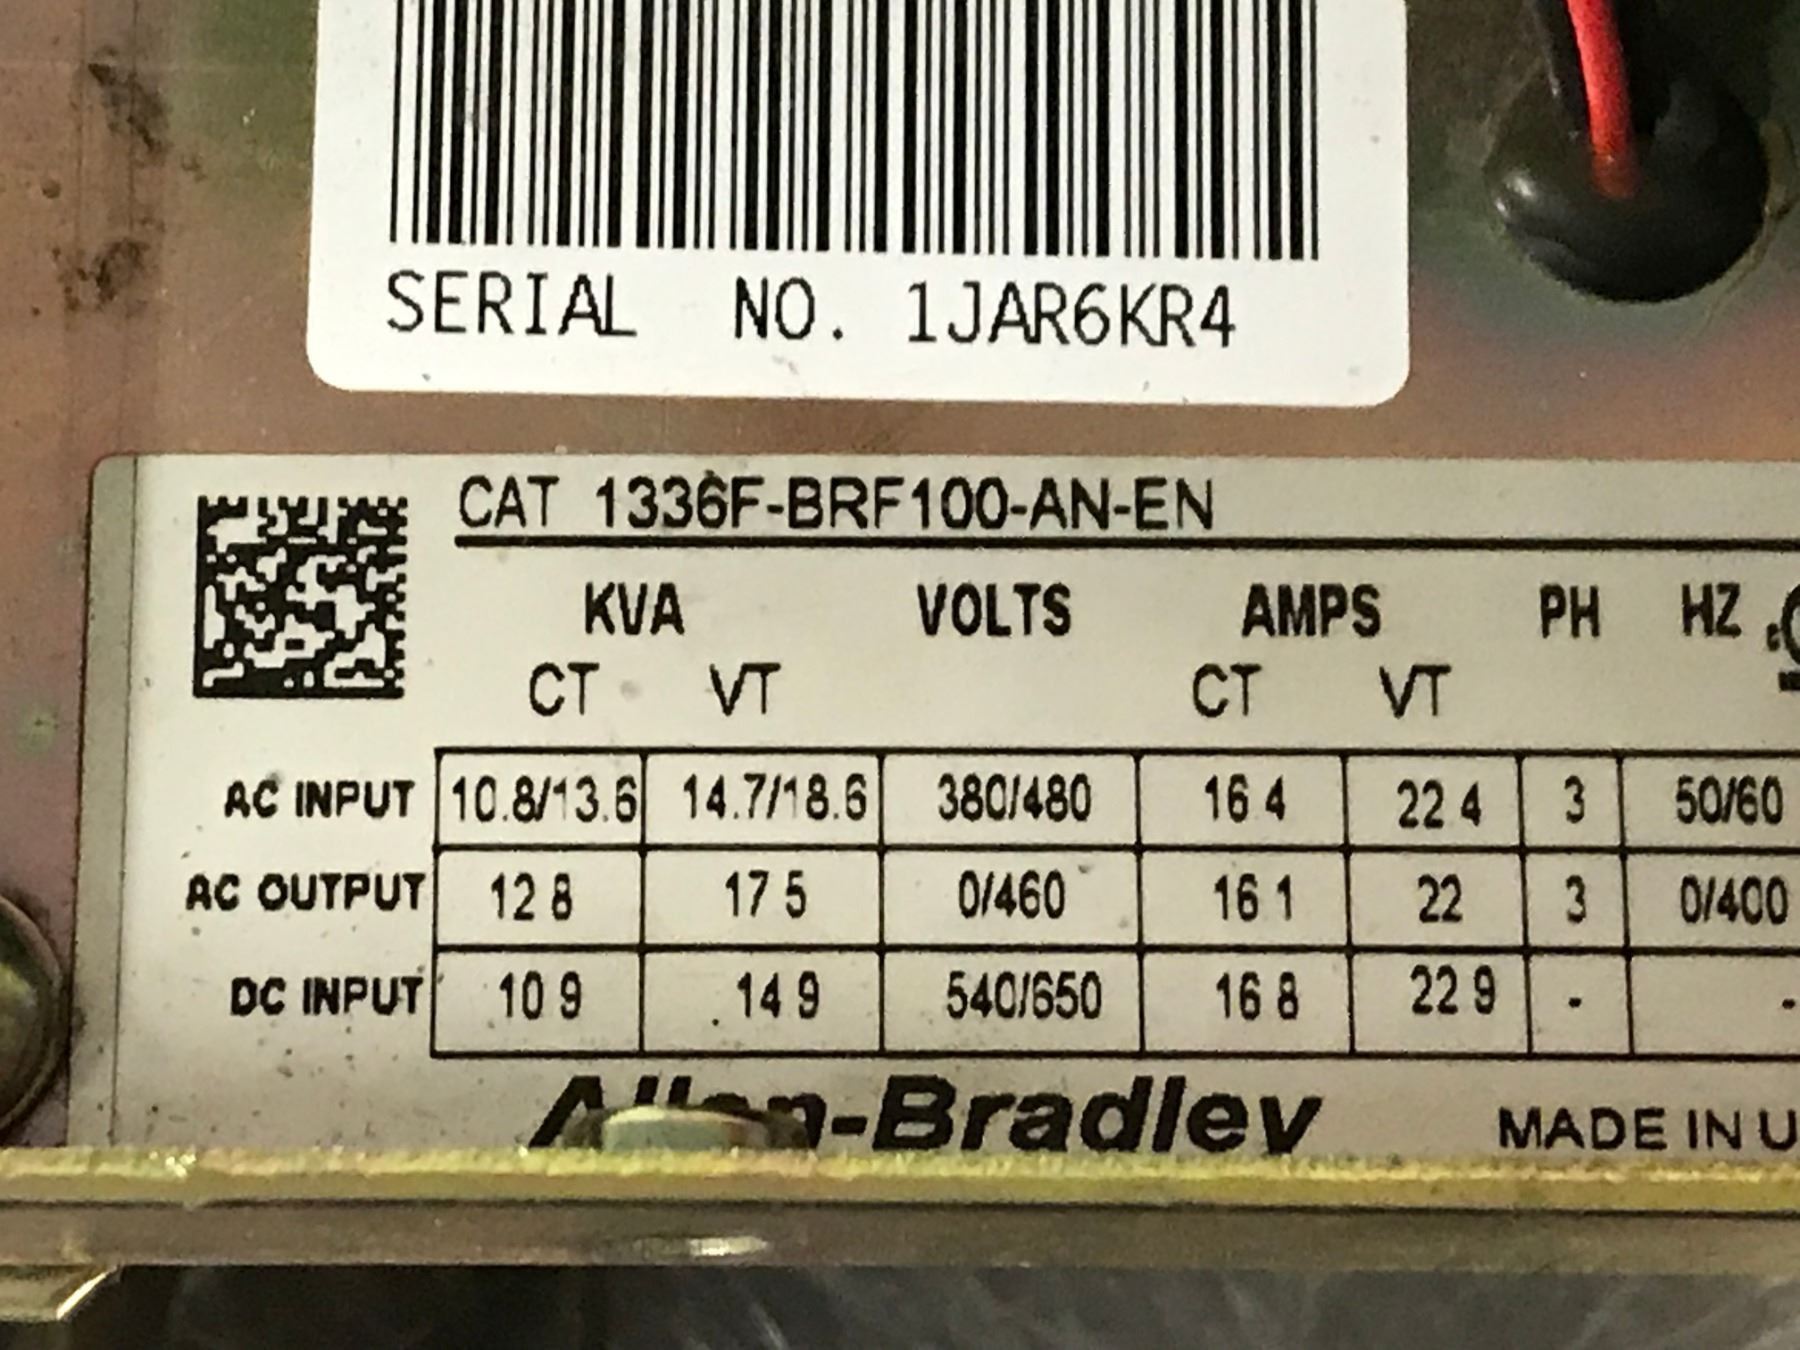 SERIAL NO. 1JAR6KR4
CAT 1336F-BRF100-AN-EN
KVA VOLTS AMPS PH HZ
CT VT CT VT
AC INPUT 10.8/13.6 14.7/18.6 380/480 16 4 22 4 3 50/60
AC OUTPUT 12 8 17 5 0/460 16 1 22 3 0/400
DC INPUT 10 9 14 9 540/650 16 8 22 9 - -
Allen-Bradley MADE IN U